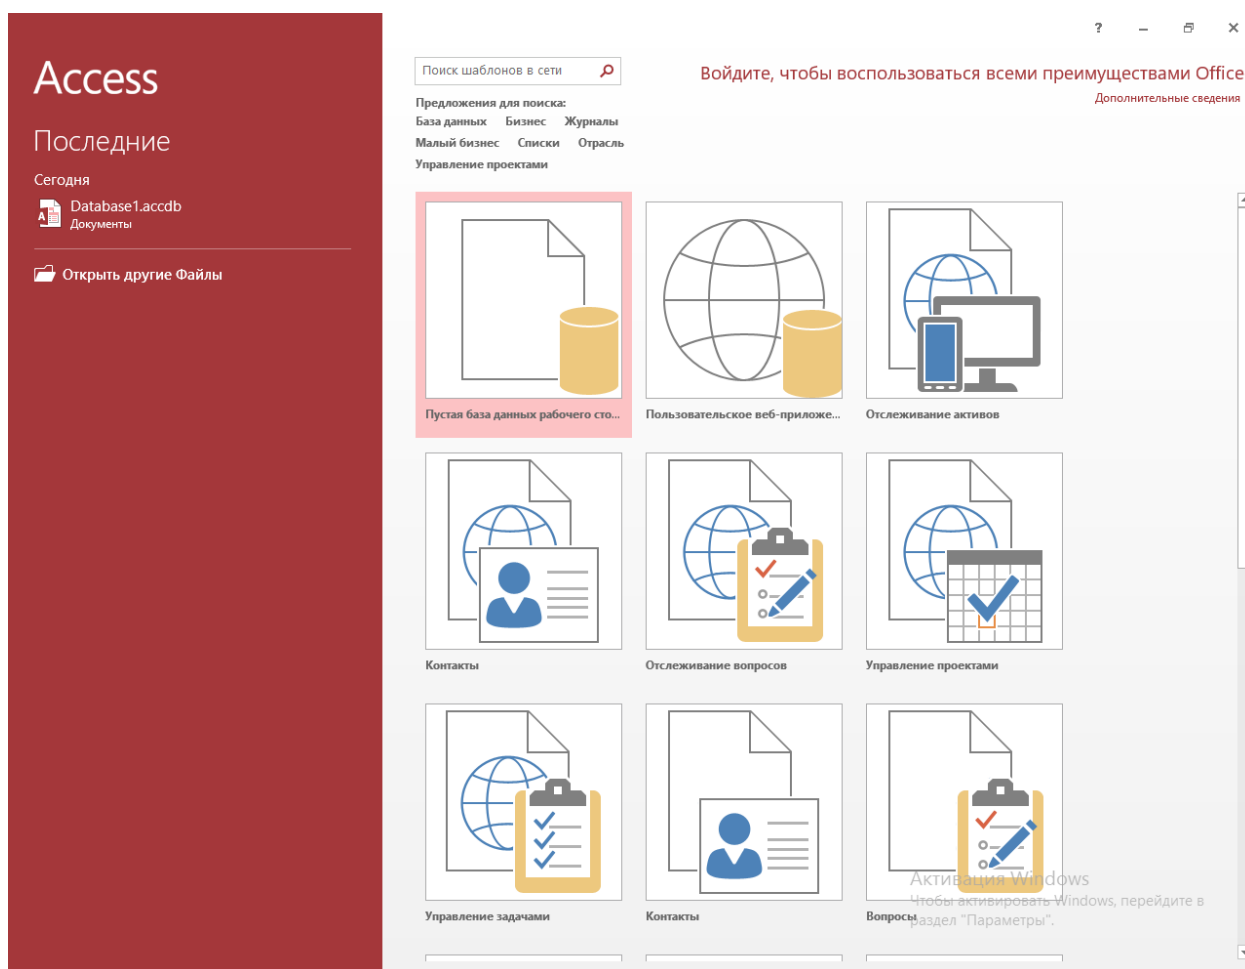 Access
Последние
Сегодня
Database1.accdb
Документы
Открыть другие Файлы
?
Поиск шаблонов в сети
Войдите, чтобы воспользоваться всеми преимуществами Office
Дополнительные сведения
Предложения для поиска:
База данных Бизнес Журналы
Малый бизнес Списки Отрасль
Управление проектами
Пустая база данных рабочего сто...
Пользовательское веб-приложе...
Отслеживание активов
Контакты
Отслеживание вопросов
Управление проектами
Управление задачами
Контакты
Вопросы
Активация Windows
Чтобы активировать Windows, перейдите в
раздел "Параметры".